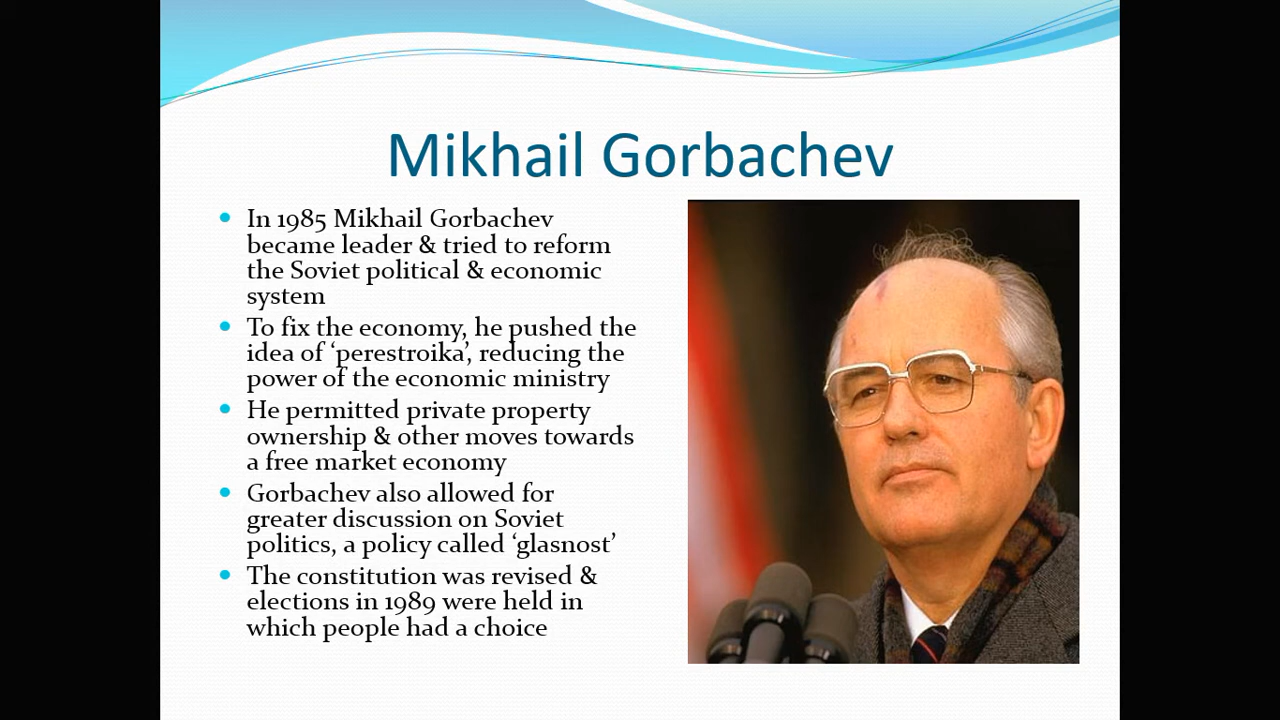 Mikhail Gorbachev
In 1985 Mikhail Gorbachev
became leader & tried to reform
the Soviet political & economic
system
To fix the economy, he pushed the
idea of ‘perestroika’, reducing the
power of the economic ministry
He permitted private property
ownership & other moves towards
a free market economy
Gorbachev also allowed for
greater discussion on Soviet
politics, a policy called ‘glasnost’
The constitution was revised &
elections in 1989 were held in
which people had a choice